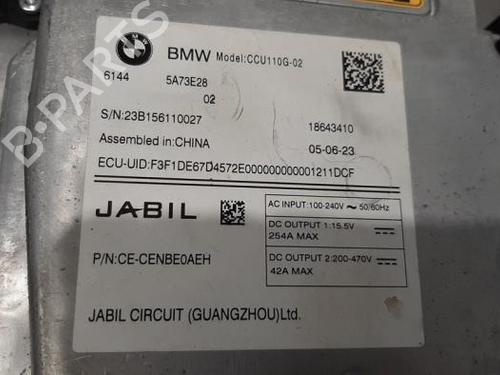 BMW Model:CCU110G-02
6144 5A73E28
02
S/N:23B156110027 18643410
Assembled in:CHINA 05-06-23
ECU-UID:F3F1DE67D4572E000000000001211DCF
JABIL
AC INPUT:100-240V ~ 50/60Hz
DC OUTPUT 1:15.5V
254A MAX
P/N:CE-CENBE0AEH
DC OUTPUT 2:200-470V
42A MAX
JABIL CIRCUIT (GUANGZHOU)Ltd.